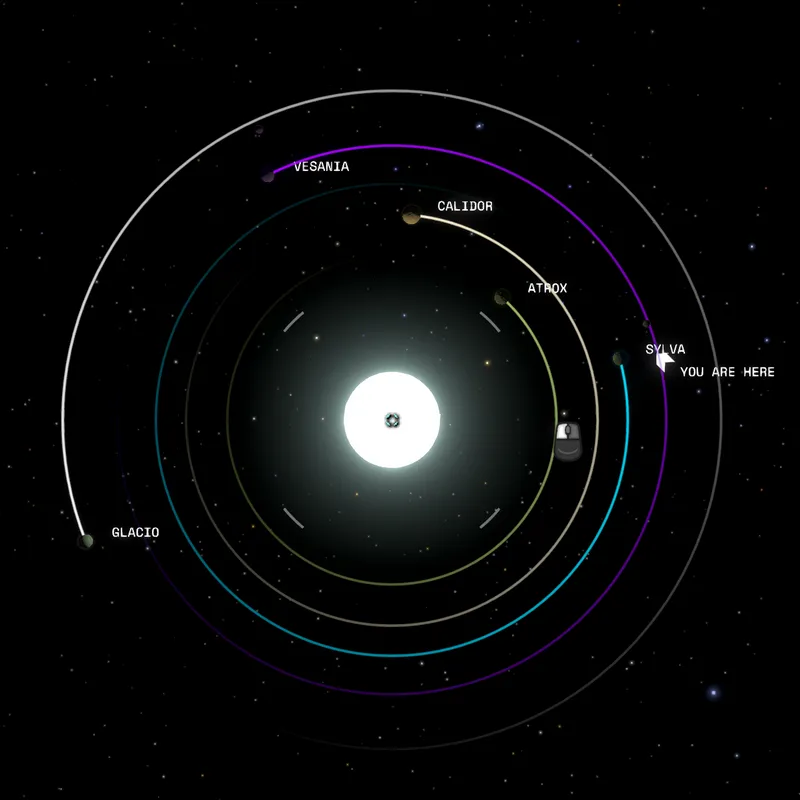 VESANIA
CALIDOR
ATROX
SYLVA
YOU ARE HERE
GLACIO